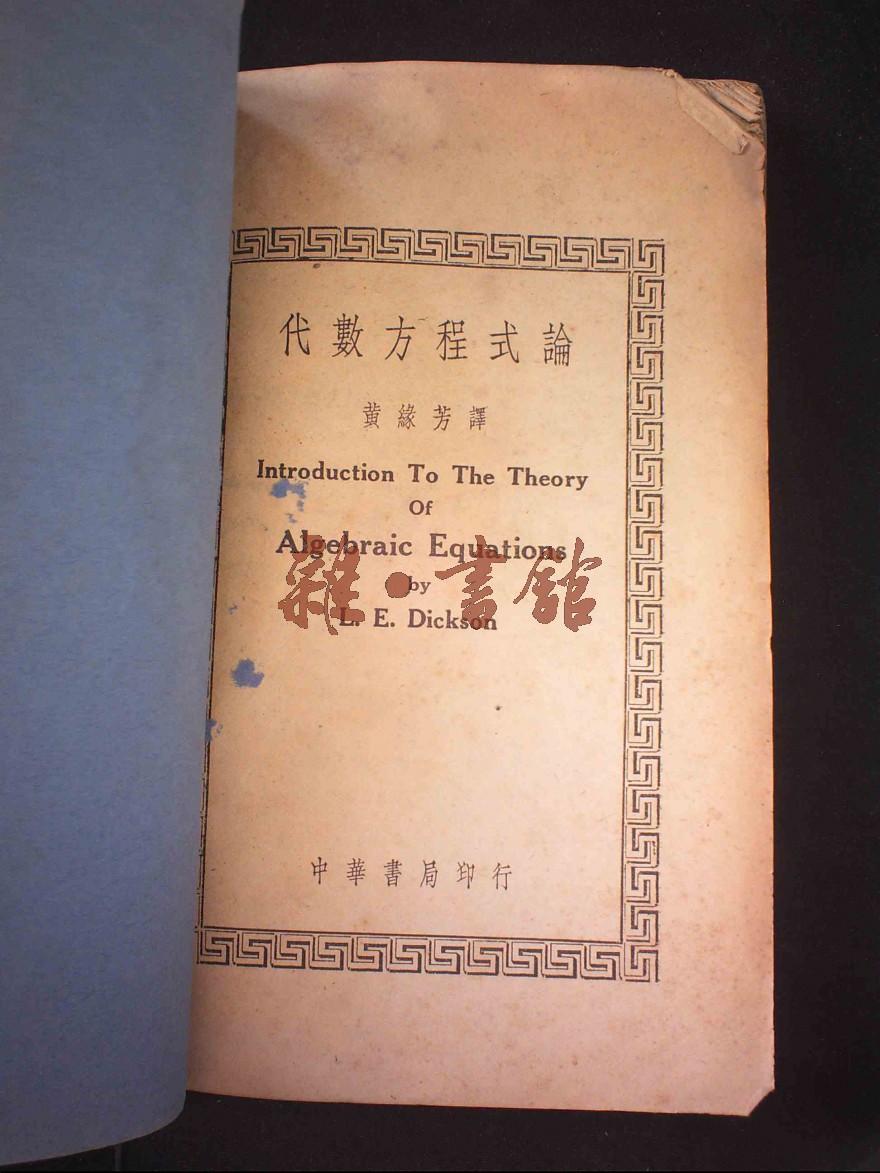 代數方程式論
黃緣芳譯
Introduction To The Theory
Of
Algebraic Equations
by
L. E. Dickson
雜·書館
中華書局印行